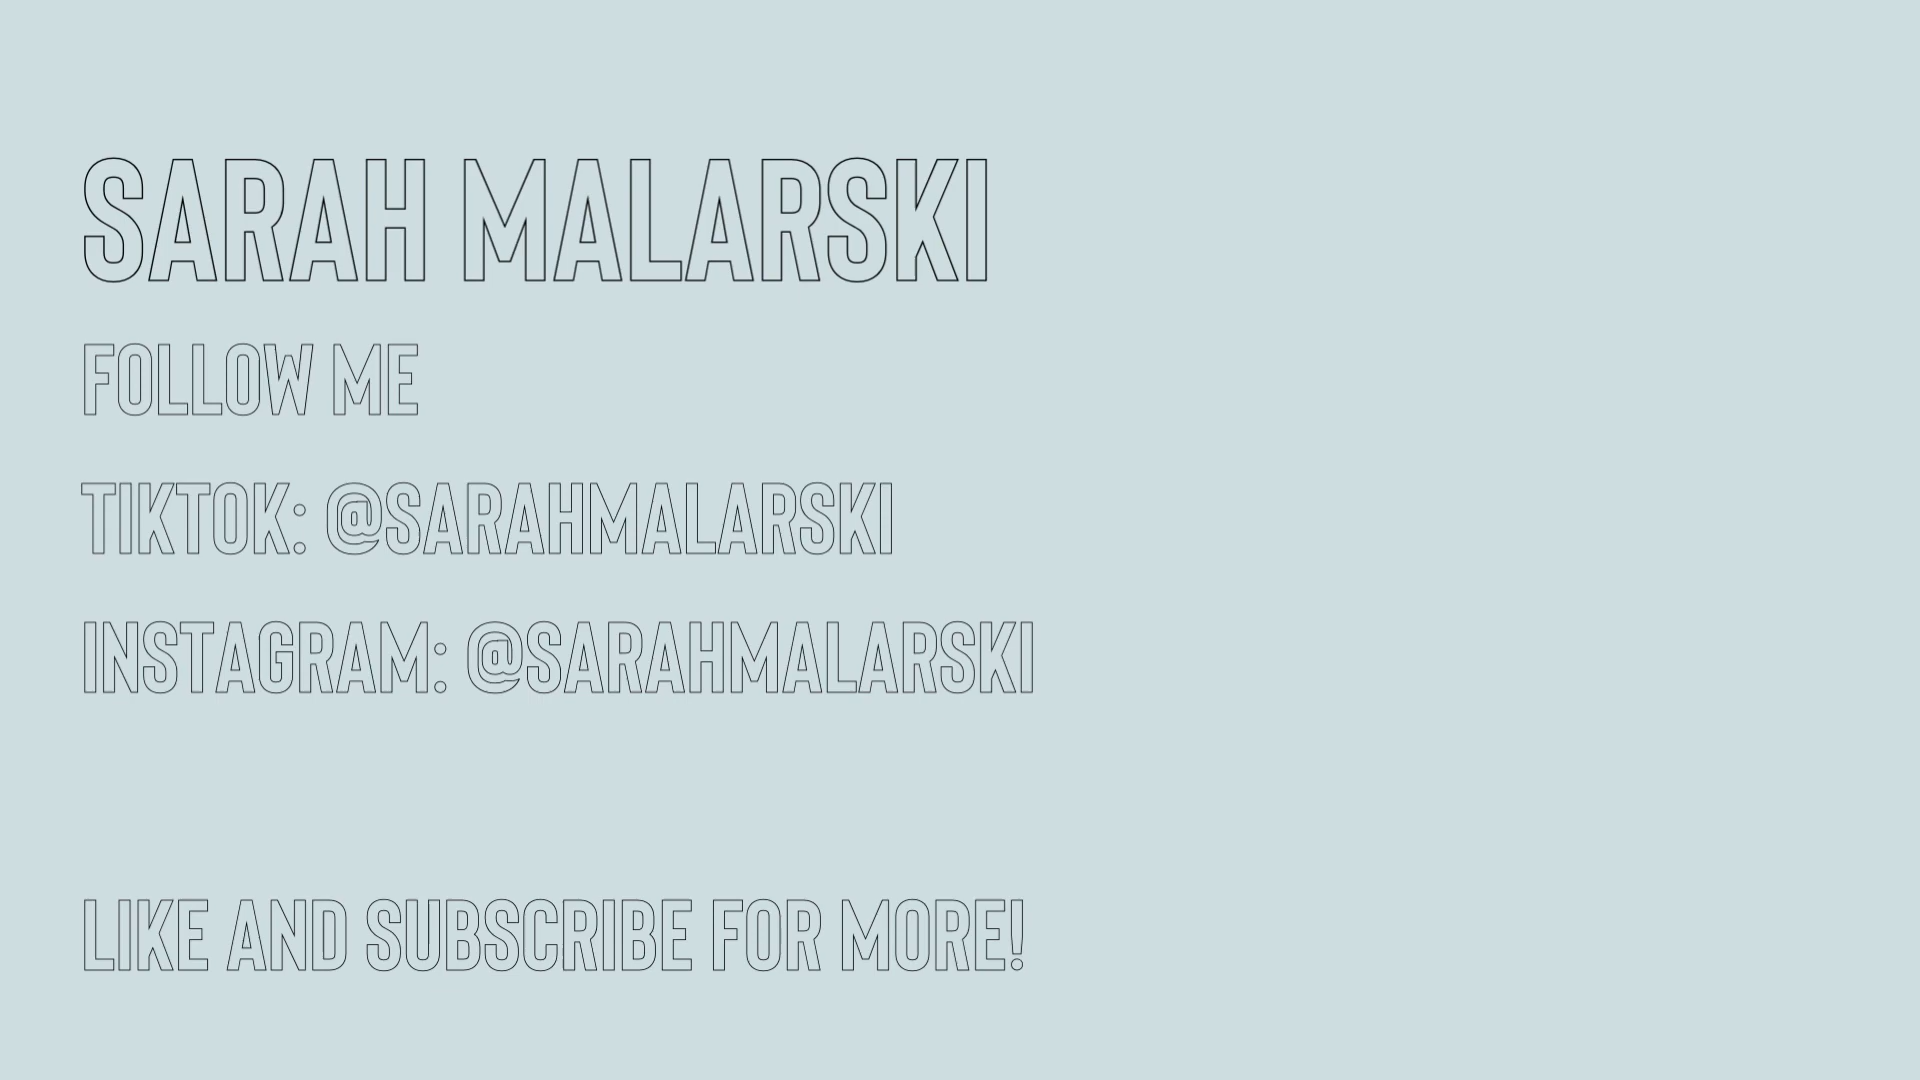 SARAH MALARSKI
FOLLOW ME
TIKTOK: @SARAHMALARSKI
INSTAGRAM: @SARAHMALARSKI
LIKE AND SUBSCRIBE FOR MORE!